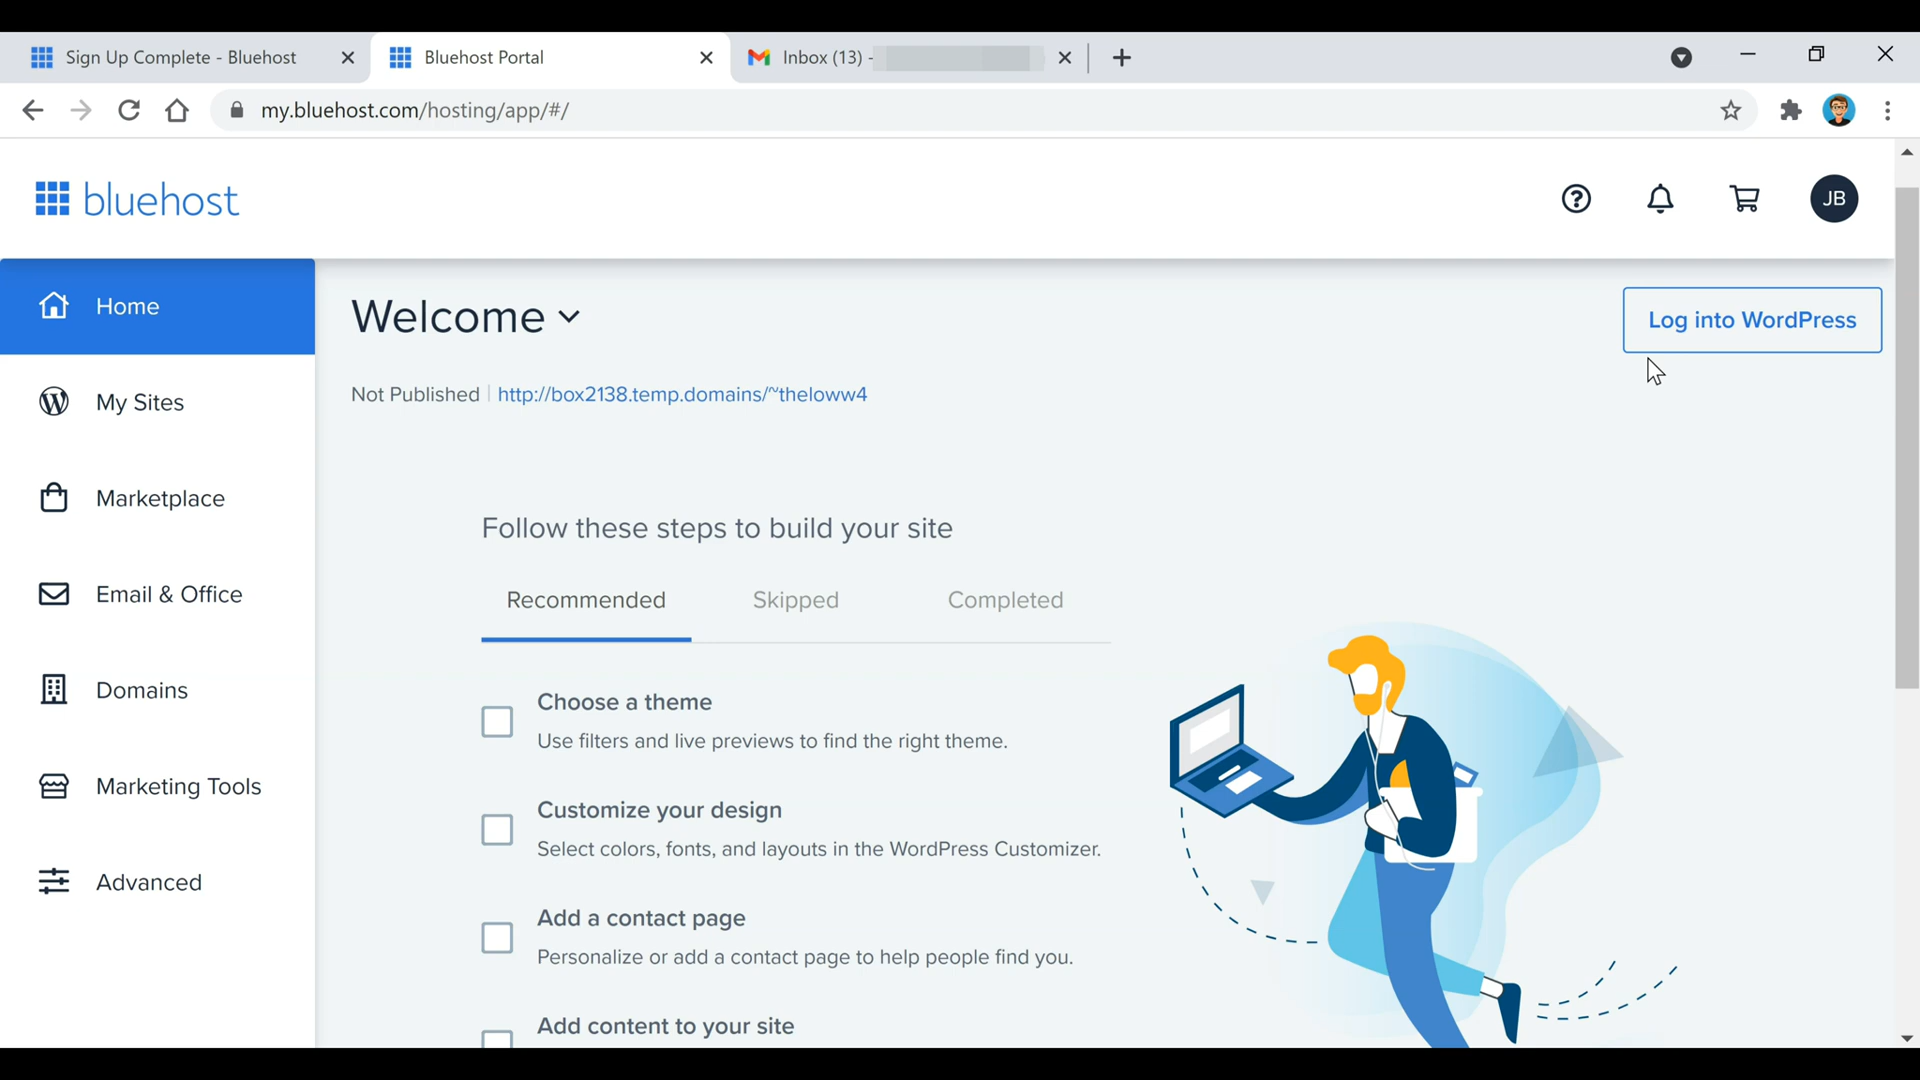 Sign Up Complete - Bluehost
Bluehost Portal
Inbox (13) -
my.bluehost.com/hosting/app/#/
bluehost
JB
Home
Welcome
Log into WordPress
Not Published
http://box2138.temp.domains/~theloww4
My Sites
Marketplace
Email & Office
Domains
Marketing Tools
Advanced
Follow these steps to build your site
Recommended
Skipped
Completed
Choose a theme
Use filters and live previews to find the right theme.
Customize your design
Select colors, fonts, and layouts in the WordPress Customizer.
Add a contact page
Personalize or add a contact page to help people find you.
Add content to your site